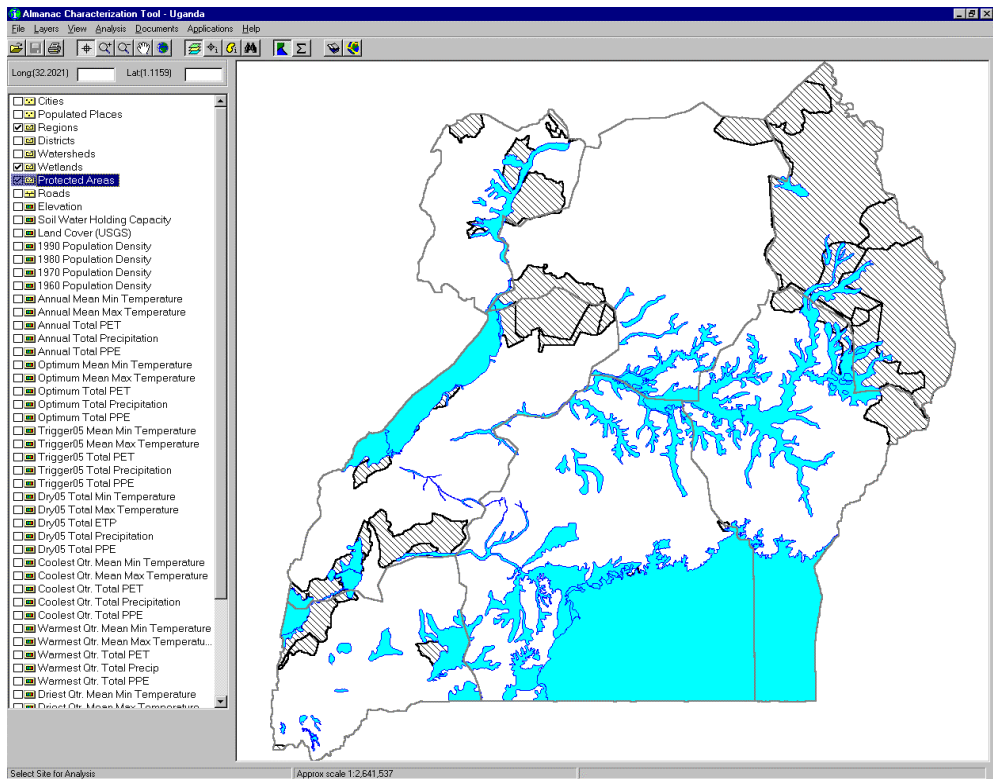 Almanac Characterization Tool - Uganda
File Layers View Analysis Documents Applications Help
Long:(32.2021) Lat:(1.1159)
Cities
Populated Places
Regions
Districts
Watersheds
Wetlands
Protected Areas
Roads
Elevation
Soil Water Holding Capacity
Land Cover (USGS)
1990 Population Density
1980 Population Density
1970 Population Density
1960 Population Density
Annual Mean Min Temperature
Annual Mean Max Temperature
Annual Total PET
Annual Total Precipitation
Annual Total PPE
Optimum Mean Min Temperature
Optimum Mean Max Temperature
Optimum Total PET
Optimum Total Precipitation
Optimum Total PPE
Trigger05 Mean Min Temperature
Trigger05 Mean Max Temperature
Trigger05 Total PET
Trigger05 Total Precipitation
Trigger05 Total PPE
Dry05 Total Min Temperature
Dry05 Total Max Temperature
Dry05 Total ETP
Dry05 Total Precipitation
Dry05 Total PPE
Coolest Qtr. Mean Min Temperature
Coolest Qtr. Mean Max Temperature
Coolest Qtr. Total PET
Coolest Qtr. Total Precipitation
Coolest Qtr. Total PPE
Warmest Qtr. Mean Min Temperature
Warmest Qtr. Mean Max Temperatu...
Warmest Qtr. Total PET
Warmest Qtr. Total Precip
Warmest Qtr. Total PPE
Driest Qtr. Mean Min Temperature
Driest Qtr. Mean Max Temperature
Select Site for Analysis Approx scale 1:2,641,537